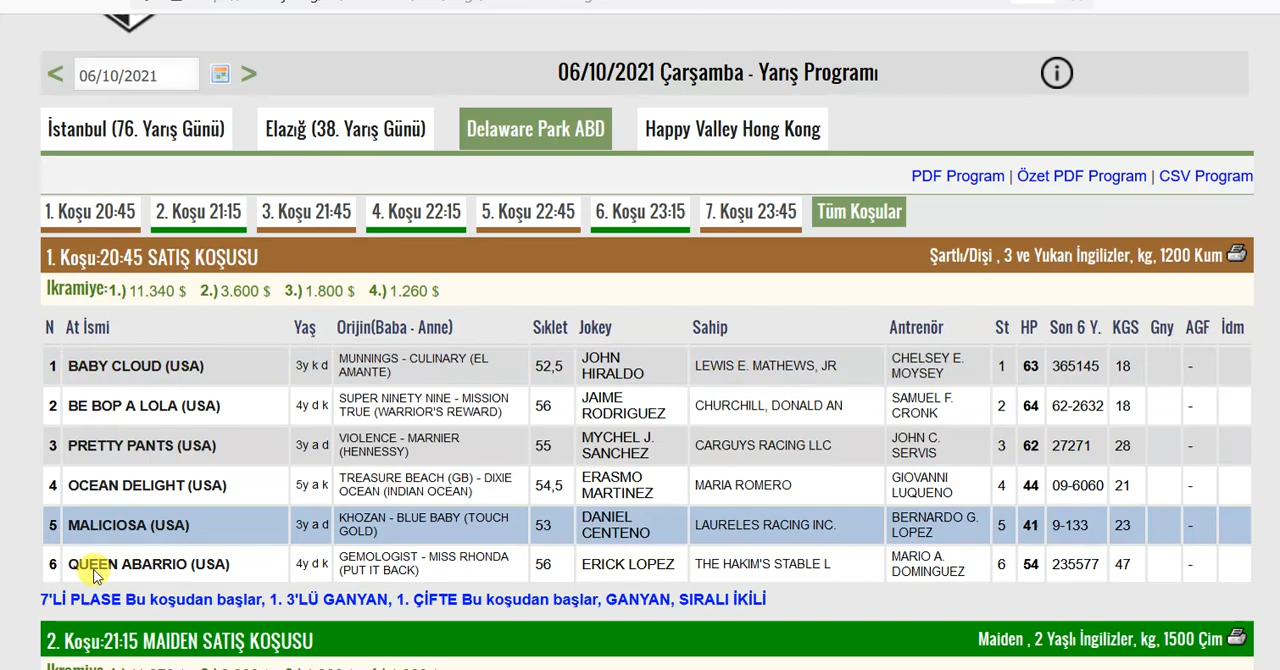 06/10/2021
06/10/2021 Çarşamba - Yarış Programı
İstanbul (76. Yarış Günü) Elazığ (38. Yarış Günü) Delaware Park ABD Happy Valley Hong Kong
PDF Program | Özet PDF Program | CSV Program
1. Koşu 20:45 2. Koşu 21:15 3. Koşu 21:45 4. Koşu 22:15 5. Koşu 22:45 6. Koşu 23:15 7. Koşu 23:45 Tüm Koşular
1. Koşu:20:45 SATIŞ KOŞUSU Şartlı/Dişi , 3 ve Yukarı İngilizler, kg, 1200 Kum
İkramiye:1.) 11.340 $ 2.) 3.600 $ 3.) 1.800 $ 4.) 1.260 $
N At İsmi Yaş Orijin(Baba - Anne) Sıklet Jokey Sahip Antrenör St HP Son 6 Y. KGS Gny AGF İdm
1 BABY CLOUD (USA) 3y k d MUNNINGS - CULINARY (EL AMANTE) 52,5 JOHN HIRALDO LEWIS E. MATHEWS, JR CHELSEY E. MOYSEY 1 63 365145 18 -
2 BE BOP A LOLA (USA) 4y d k SUPER NINETY NINE - MISSION TRUE (WARRIOR'S REWARD) 56 JAIME RODRIGUEZ CHURCHILL, DONALD AN SAMUEL F. CRONK 2 64 62-2632 18 -
3 PRETTY PANTS (USA) 3y a d VIOLENCE - MARNIER (HENNESSY) 55 MYCHEL J. SANCHEZ CARGUYS RACING LLC JOHN C. SERVIS 3 62 27271 28 -
4 OCEAN DELIGHT (USA) 5y a k TREASURE BEACH (GB) - DIXIE OCEAN (INDIAN OCEAN) 54,5 ERASMO MARTINEZ MARIA ROMERO GIOVANNI LUQUENO 4 44 09-6060 21 -
5 MALICIOSA (USA) 3y a d KHOZAN - BLUE BABY (TOUCH GOLD) 53 DANIEL CENTENO LAURELES RACING INC. BERNARDO G. LOPEZ 5 41 9-133 23 -
6 QUEEN ABARRIO (USA) 4y d k GEMOLOGIST - MISS RHONDA (PUT IT BACK) 56 ERICK LOPEZ THE HAKIM'S STABLE L MARIO A. DOMINGUEZ 6 54 235577 47 -
7'Lİ PLASE Bu koşudan başlar, 1. 3'LÜ GANYAN, 1. ÇİFTE Bu koşudan başlar, GANYAN, SIRALI İKİLİ
2. Koşu:21:15 MAIDEN SATIŞ KOŞUSU Maiden , 2 Yaşlı İngilizler, kg, 1500 Çim